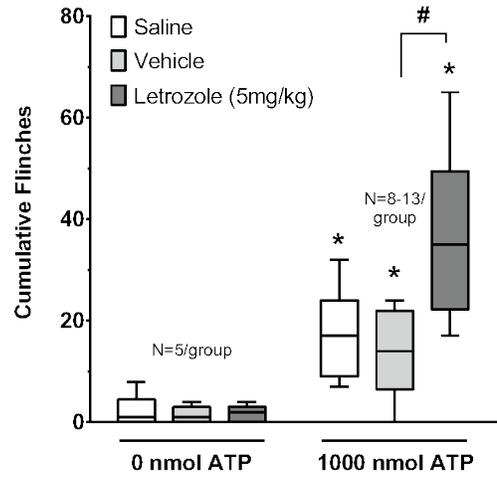 80
60
40
20
0
Cumulative Flinches
Saline
Vehicle
Letrozole (5mg/kg)
#
*
N=8-13/
group
*
*
N=5/group
0 nmol ATP
1000 nmol ATP